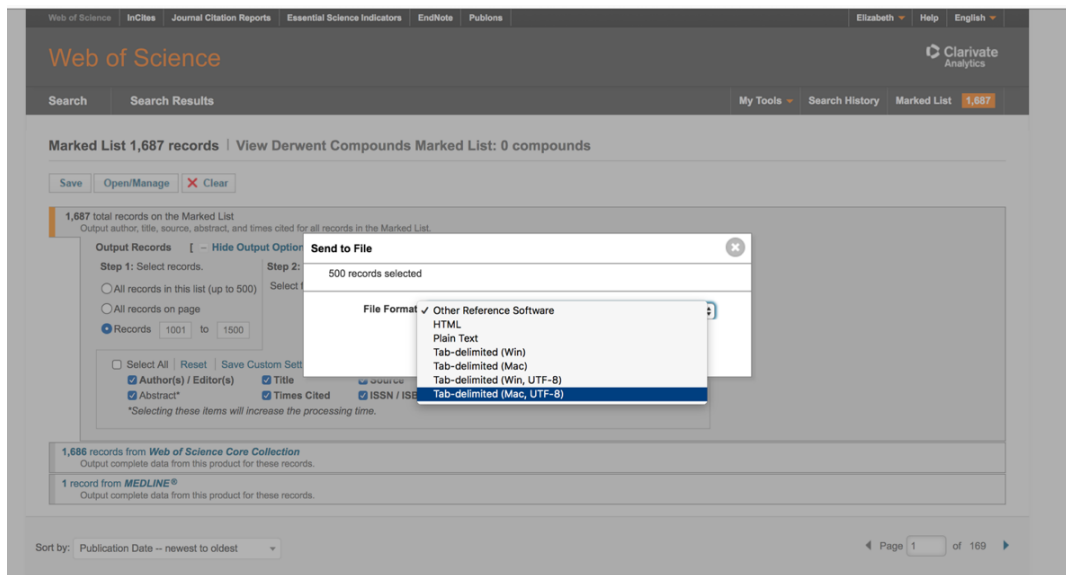 Web of Science InCites Journal Citation Reports Essential Science Indicators EndNote Publons Elizabeth Help English
Web of Science
Clarivate
Analytics
Search Search Results My Tools Search History Marked List 1,687
Marked List 1,687 records | View Derwent Compounds Marked List: 0 compounds
Save Open/Manage Clear
1,687 total records on the Marked List
Output author, title, source, abstract, and times cited for all records in the Marked List.
Output Records [ – Hide Output Option
Step 1: Select records. Step 2:
All records in this list (up to 500) Select
All records on page
Records 1001 to 1500
Send to File
500 records selected
File Format
✓ Other Reference Software
HTML
Plain Text
Tab-delimited (Win)
Tab-delimited (Mac)
Tab-delimited (Win, UTF-8)
Tab-delimited (Mac, UTF-8)
Select All | Reset | Save Custom Sett
Author(s) / Editor(s) Title Source
Abstract* Times Cited ISSN / ISB
*Selecting these items will increase the processing time.
1,686 records from Web of Science Core Collection
Output complete data from this product for these records.
1 record from MEDLINE®
Output complete data from this product for these records.
Sort by: Publication Date -- newest to oldest Page 1 of 169